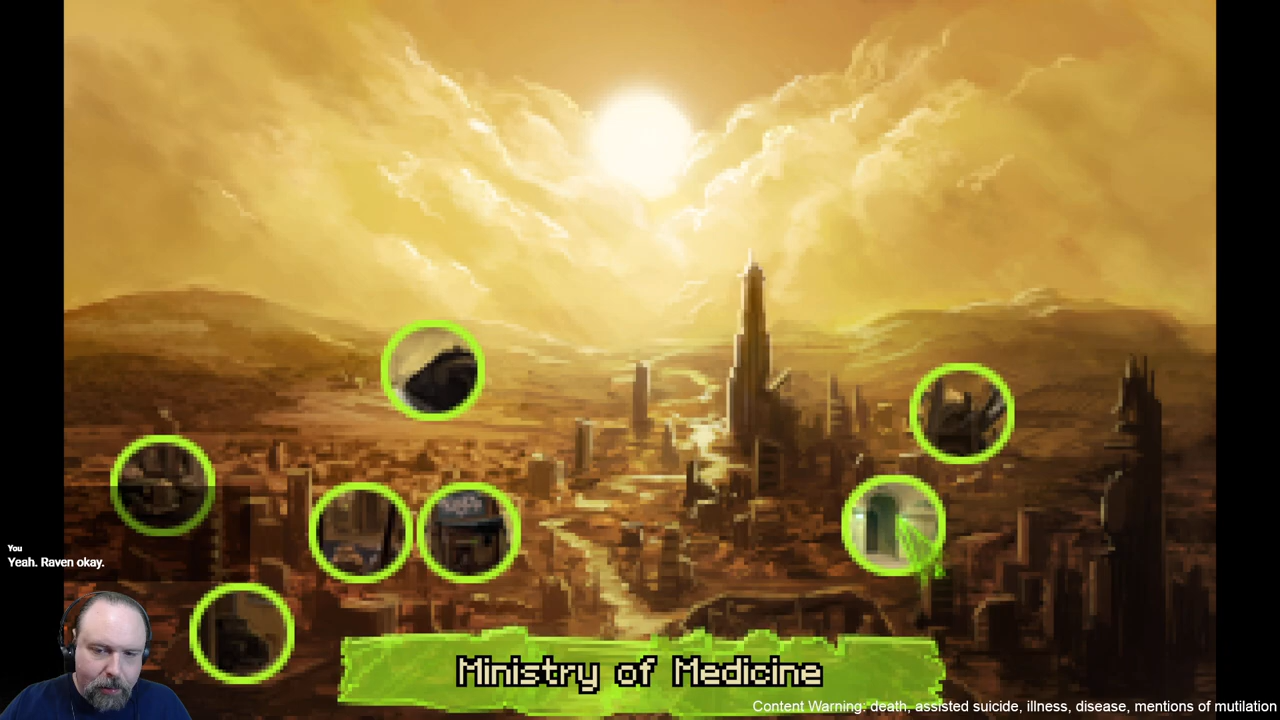 You
Yeah. Raven okay.
Ministry of Medicine
Content Warning: death, assisted suicide, illness, disease, mentions of mutilation